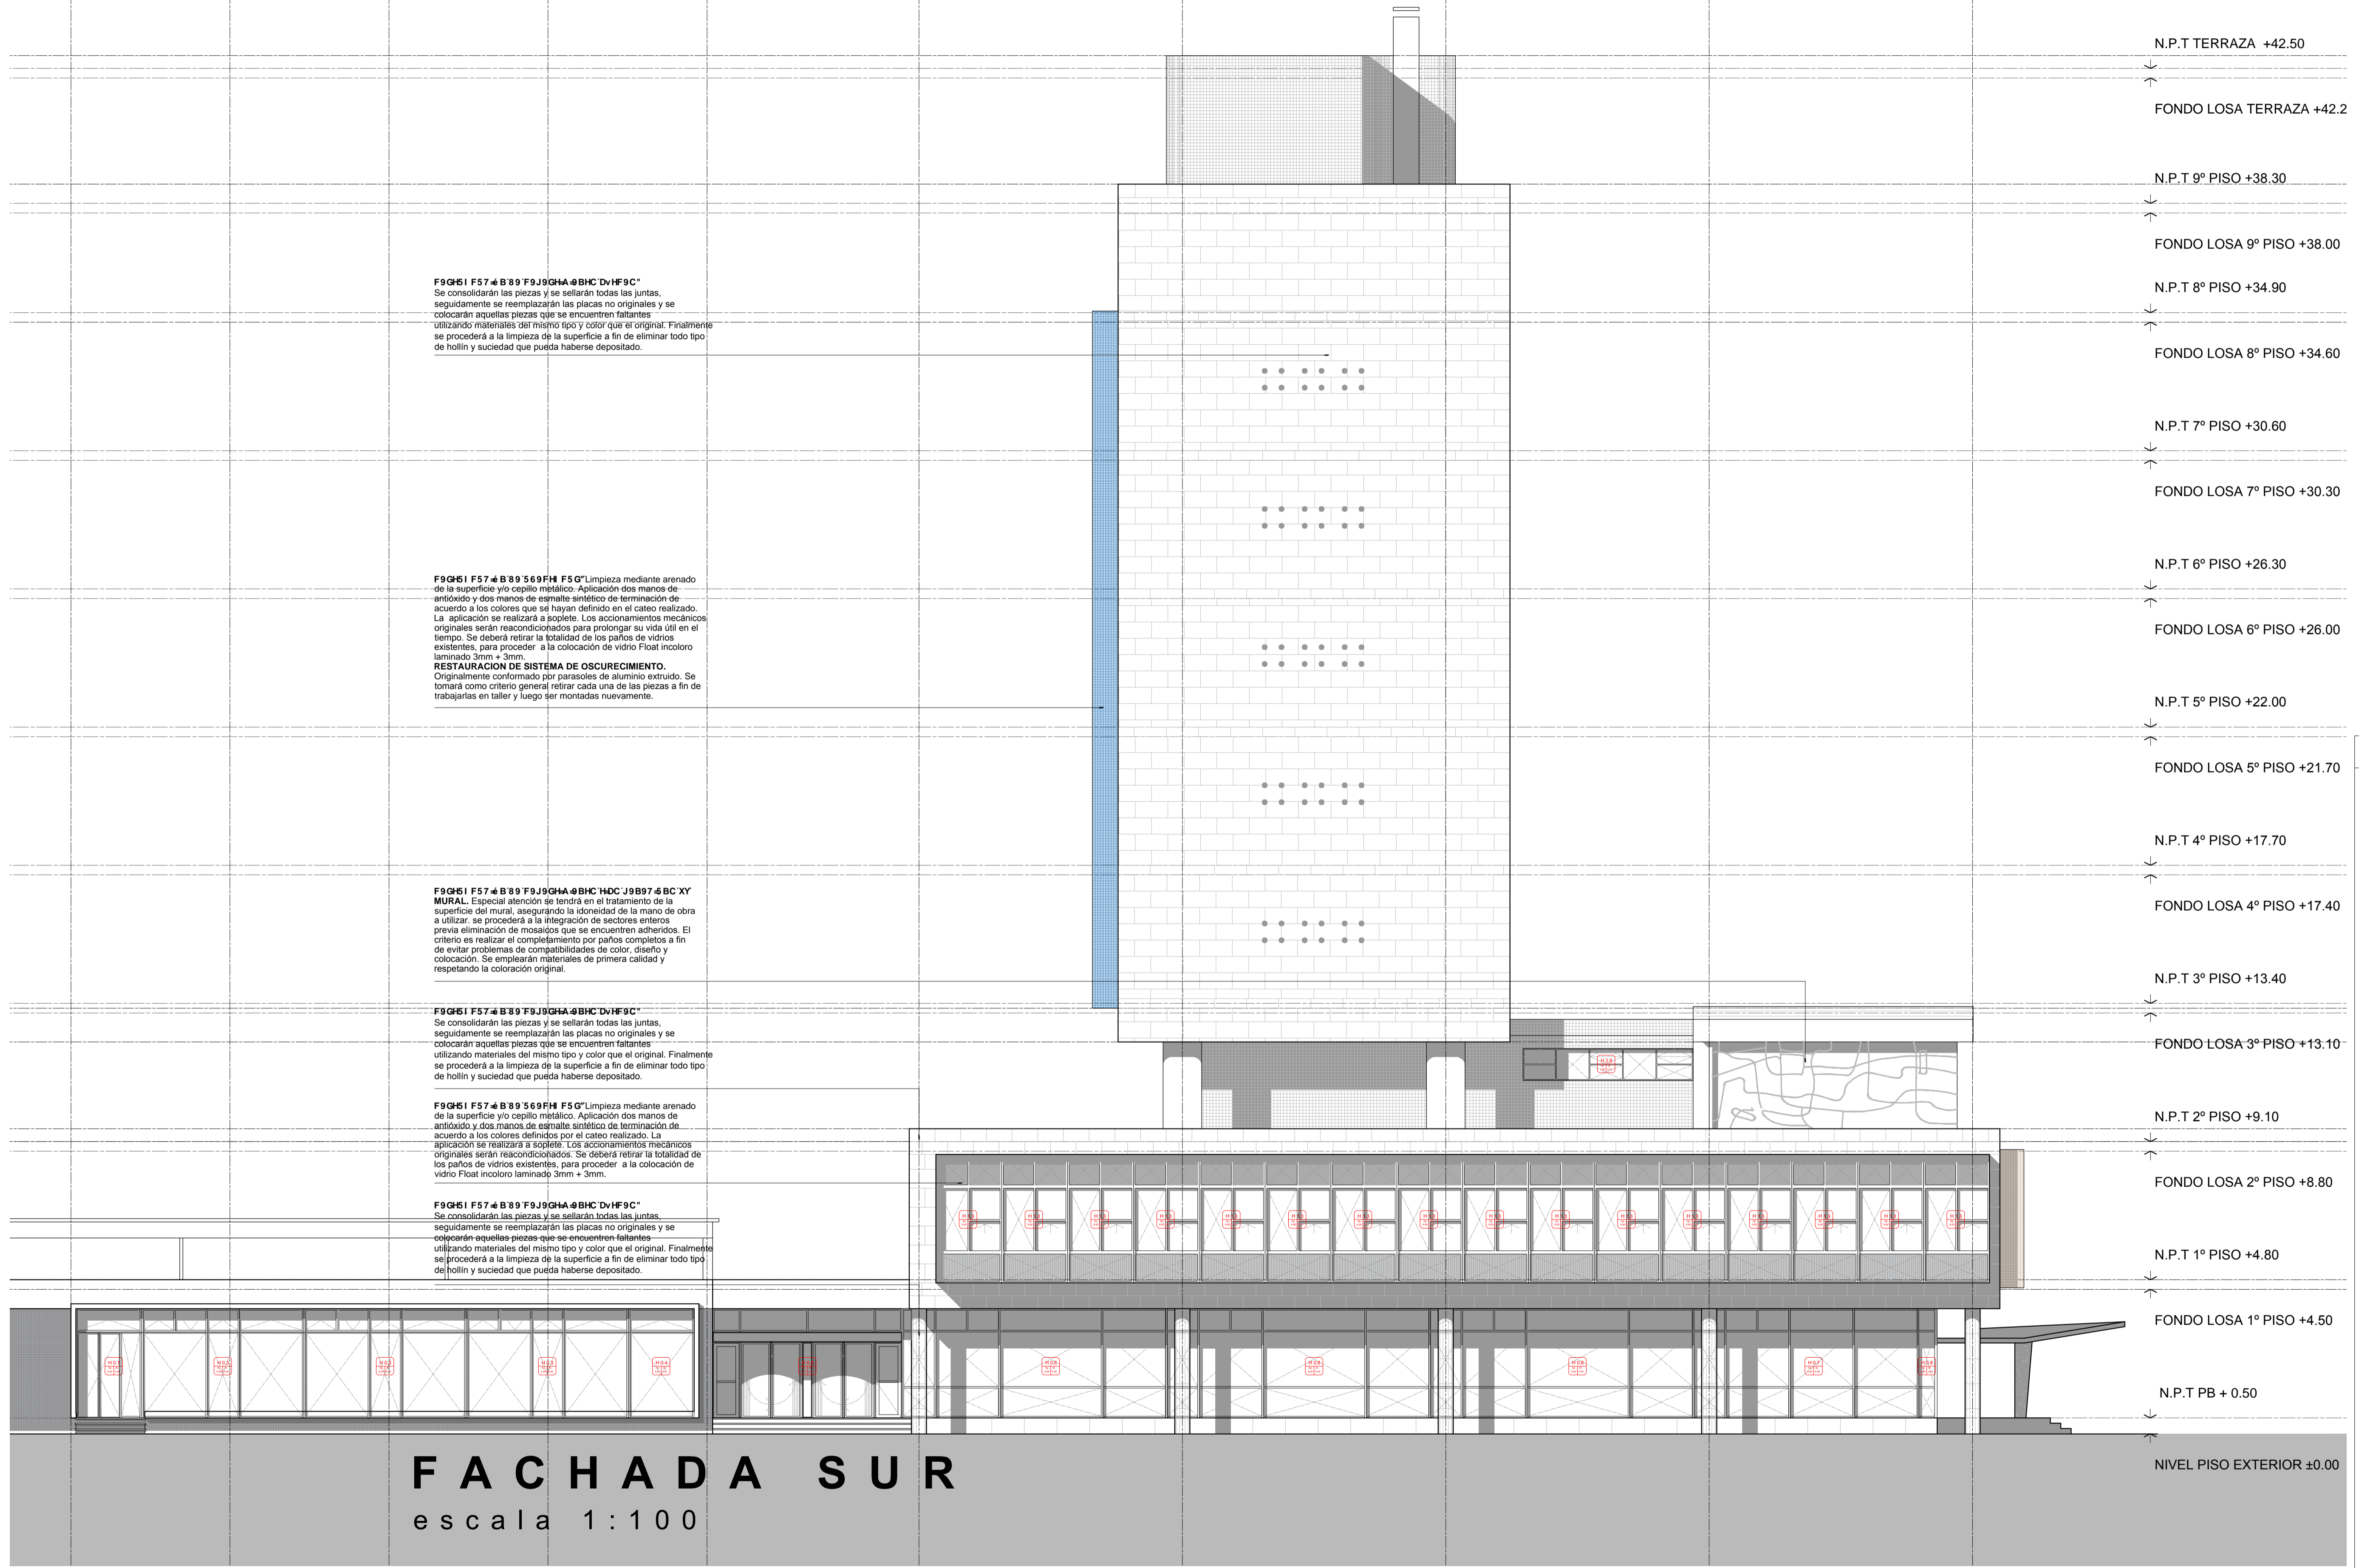 N.P.T TERRAZA +42.50
FONDO LOSA TERRAZA +42.2
N.P.T 9º PISO +38.30
FONDO LOSA 9º PISO +38.00
N.P.T 8º PISO +34.90
FONDO LOSA 8º PISO +34.60
N.P.T 7º PISO +30.60
FONDO LOSA 7º PISO +30.30
N.P.T 6º PISO +26.30
FONDO LOSA 6º PISO +26.00
N.P.T 5º PISO +22.00
FONDO LOSA 5º PISO +21.70
N.P.T 4º PISO +17.70
FONDO LOSA 4º PISO +17.40
N.P.T 3º PISO +13.40
FONDO LOSA 3º PISO +13.10
N.P.T 2º PISO +9.10
FONDO LOSA 2º PISO +8.80
N.P.T 1º PISO +4.80
FONDO LOSA 1º PISO +4.50
N.P.T PB + 0.50
NIVEL PISO EXTERIOR ±0.00
Se consolidarán las piezas y se sellarán todas las juntas,
seguidamente se reemplazarán las placas no originales y se
colocarán aquellas piezas que se encuentren faltantes
utilizando materiales del mismo tipo y color que el original. Finalmente
se procederá a la limpieza de la superficie a fin de eliminar todo tipo
de hollín y suciedad que pueda haberse depositado.
Limpieza mediante arenado
de la superficie y/o cepillo metálico. Aplicación dos manos de
antióxido y dos manos de esmalte sintético de terminación de
acuerdo a los colores que se hayan definido en el cateo realizado.
La aplicación se realizará a soplete. Los accionamientos mecánicos
originales serán reacondicionados para prolongar su vida útil en el
tiempo. Se deberá retirar la totalidad de los paños de vidrios
existentes, para proceder a la colocación de vidrio Float incoloro
laminado 3mm + 3mm.
RESTAURACION DE SISTEMA DE OSCURECIMIENTO.
Originalmente conformado por parasoles de aluminio extruido. Se
tomará como criterio general retirar cada una de las piezas a fin de
trabajarlas en taller y luego ser montadas nuevamente.
MURAL. Especial atención se tendrá en el tratamiento de la
superficie del mural, asegurando la idoneidad de la mano de obra
a utilizar. se procederá a la integración de sectores enteros
previa eliminación de mosaicos que se encuentren adheridos. El
criterio es realizar el completamiento por paños completos a fin
de evitar problemas de compatibilidades de color, diseño y
colocación. Se emplearán materiales de primera calidad y
respetando la coloración original.
Se consolidarán las piezas y se sellarán todas las juntas,
seguidamente se reemplazarán las placas no originales y se
colocarán aquellas piezas que se encuentren faltantes
utilizando materiales del mismo tipo y color que el original. Finalmente
se procederá a la limpieza de la superficie a fin de eliminar todo tipo
de hollín y suciedad que pueda haberse depositado.
Limpieza mediante arenado
de la superficie y/o cepillo metálico. Aplicación dos manos de
antióxido y dos manos de esmalte sintético de terminación de
acuerdo a los colores definidos por el cateo realizado. La
aplicación se realizará a soplete. Los accionamientos mecánicos
originales serán reacondicionados. Se deberá retirar la totalidad de
los paños de vidrios existentes, para proceder a la colocación de
vidrio Float incoloro laminado 3mm + 3mm.
Se consolidarán las piezas y se sellarán todas las juntas,
seguidamente se reemplazarán las placas no originales y se
colocarán aquellas piezas que se encuentren faltantes
utilizando materiales del mismo tipo y color que el original. Finalmente
se procederá a la limpieza de la superficie a fin de eliminar todo tipo
de hollín y suciedad que pueda haberse depositado.
FACHADA SUR
escala 1:100